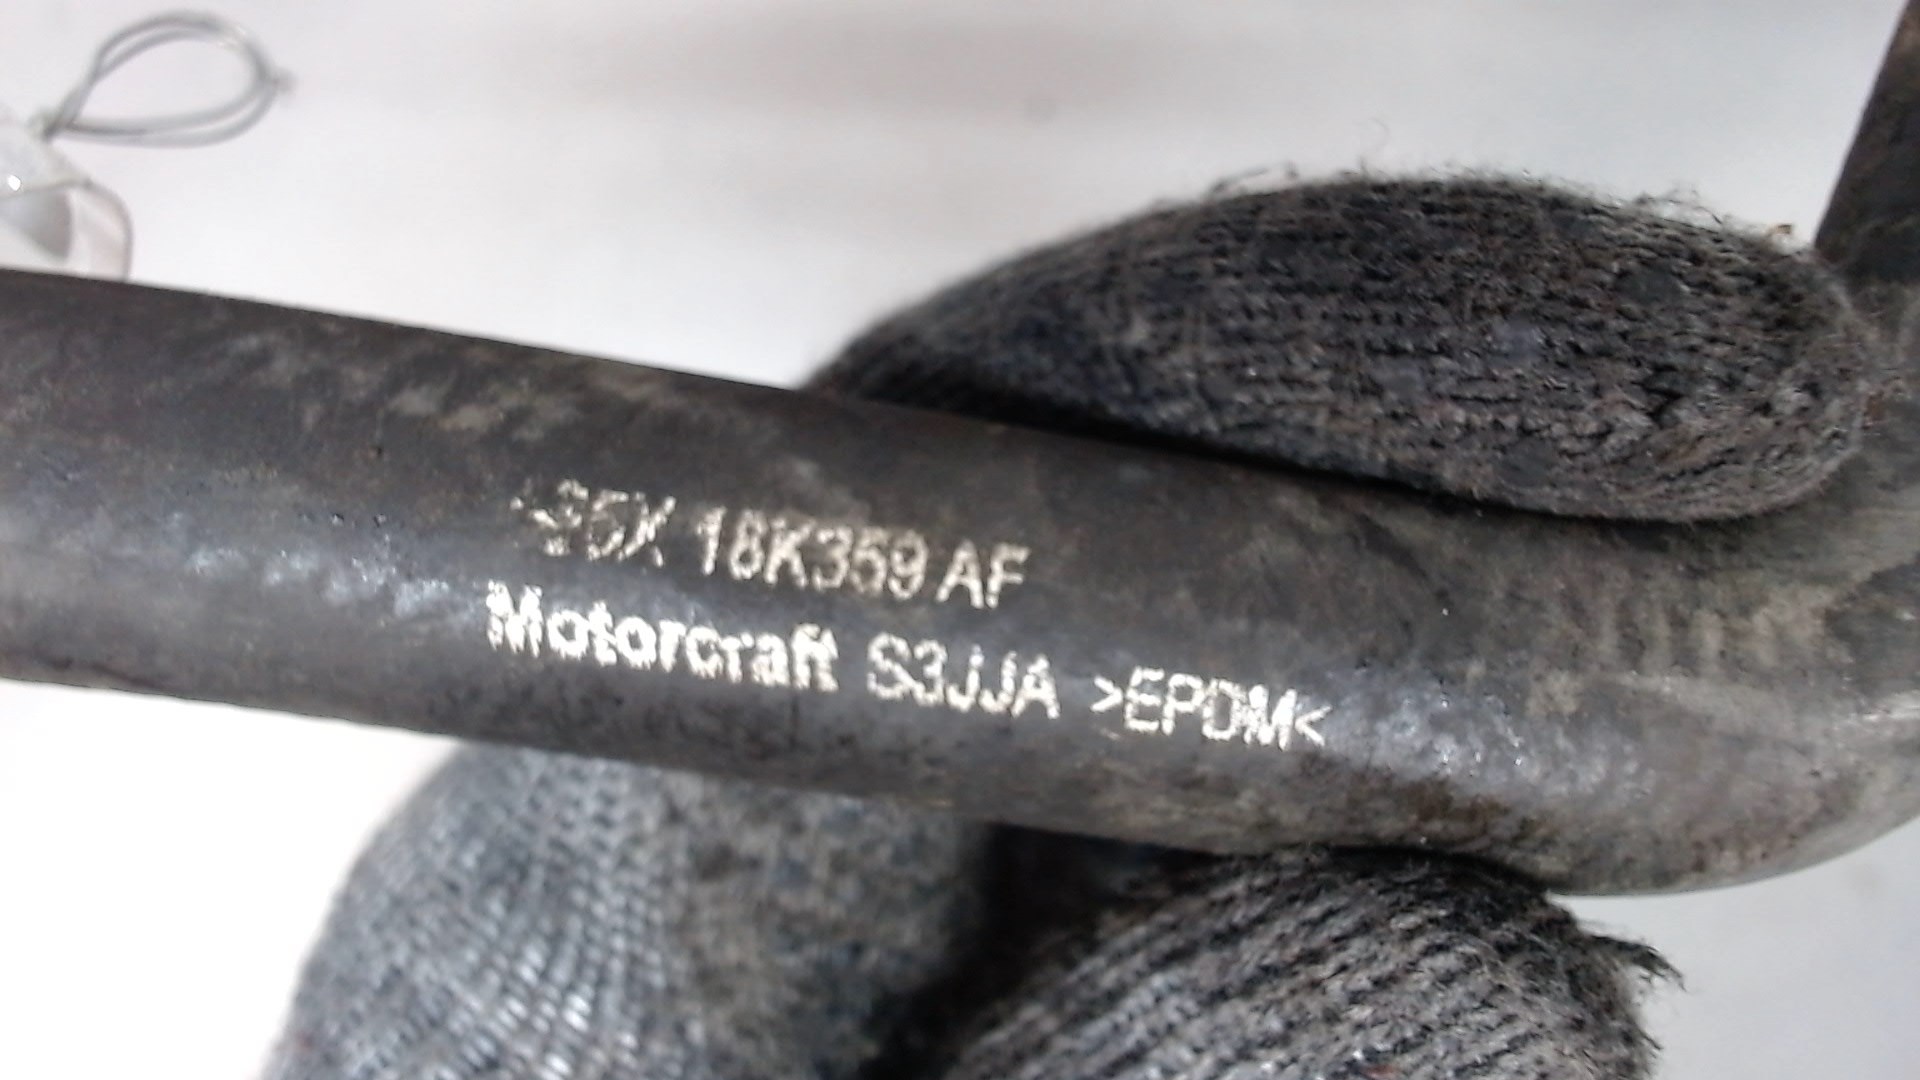 18K359 AF
Motorcraft S3JJA >EPDM<